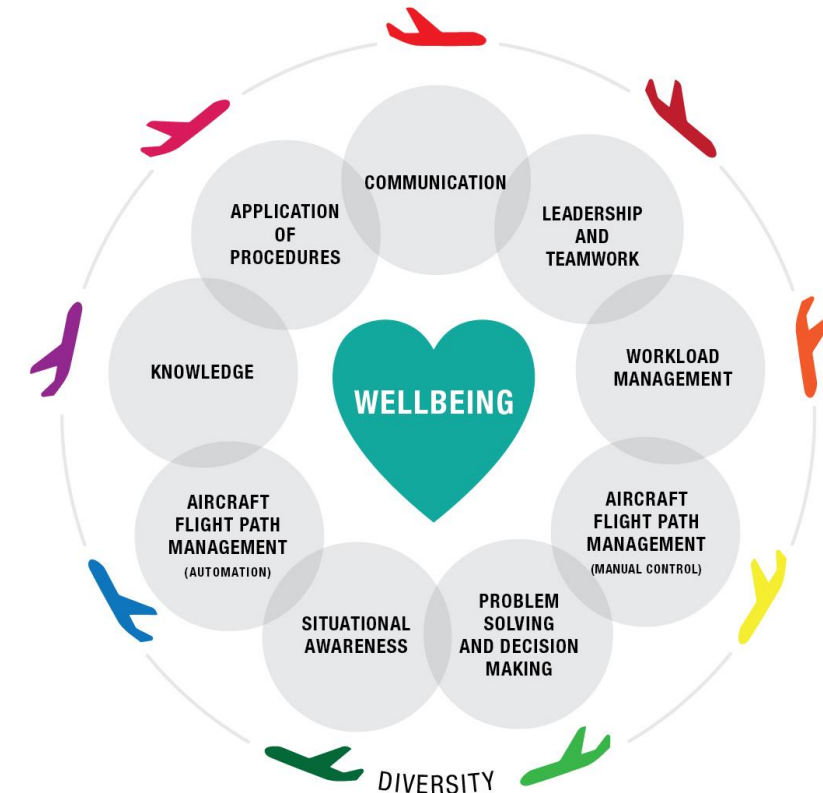 COMMUNICATION
LEADERSHIP
AND
TEAMWORK
WORKLOAD
MANAGEMENT
AIRCRAFT
FLIGHT PATH
MANAGEMENT
(MANUAL CONTROL)
PROBLEM
SOLVING
AND DECISION
MAKING
SITUATIONAL
AWARENESS
AIRCRAFT
FLIGHT PATH
MANAGEMENT
(AUTOMATION)
KNOWLEDGE
APPLICATION
OF
PROCEDURES
WELLBEING
DIVERSITY